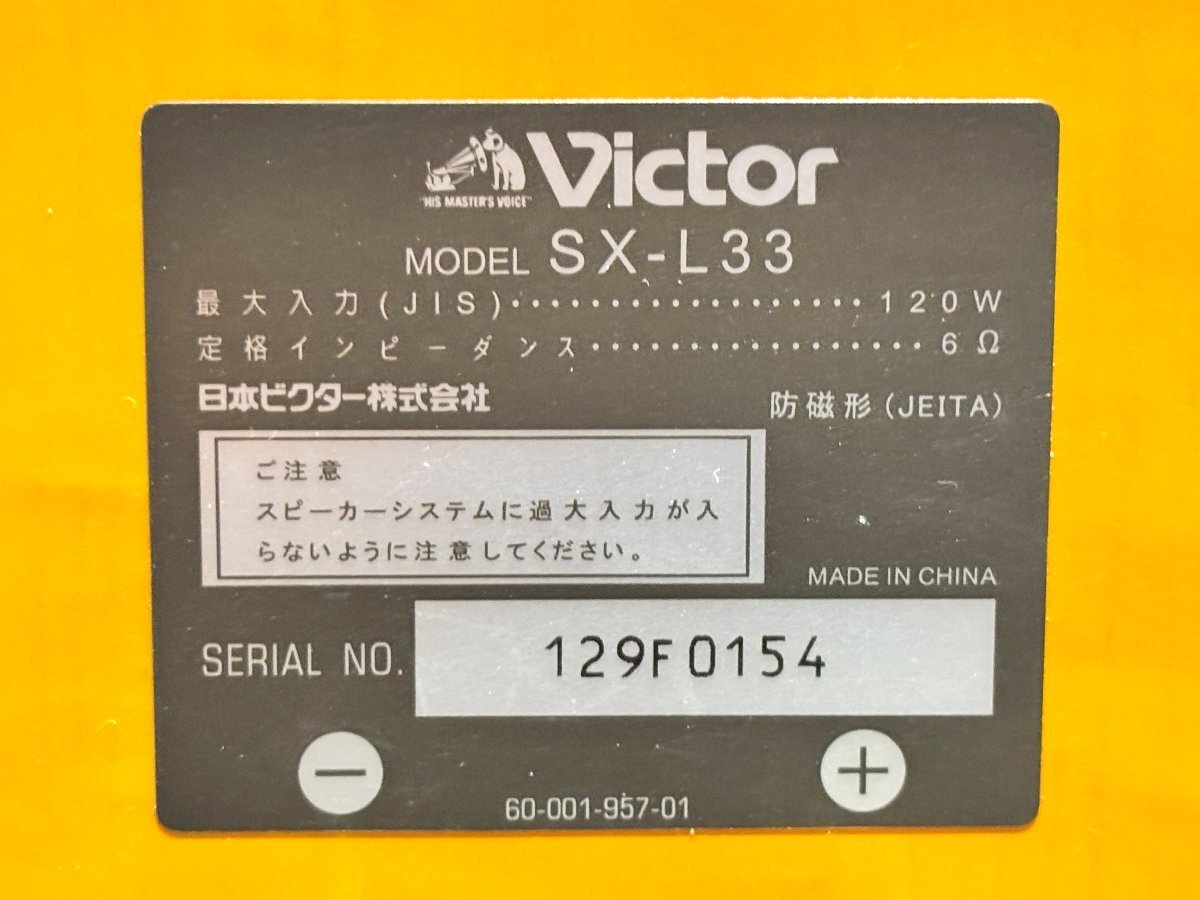 "HIS MASTER'S VOICE"
Victor
MODEL SX-L33
最大入力(JIS)··················120W
定格インピーダンス·················6Ω
日本ビクター株式会社
防磁形(JEITA)
ご注意
スピーカーシステムに過大入力が入
らないように注意してください。
MADE IN CHINA
SERIAL NO. 129F0154
− +
60-001-957-01